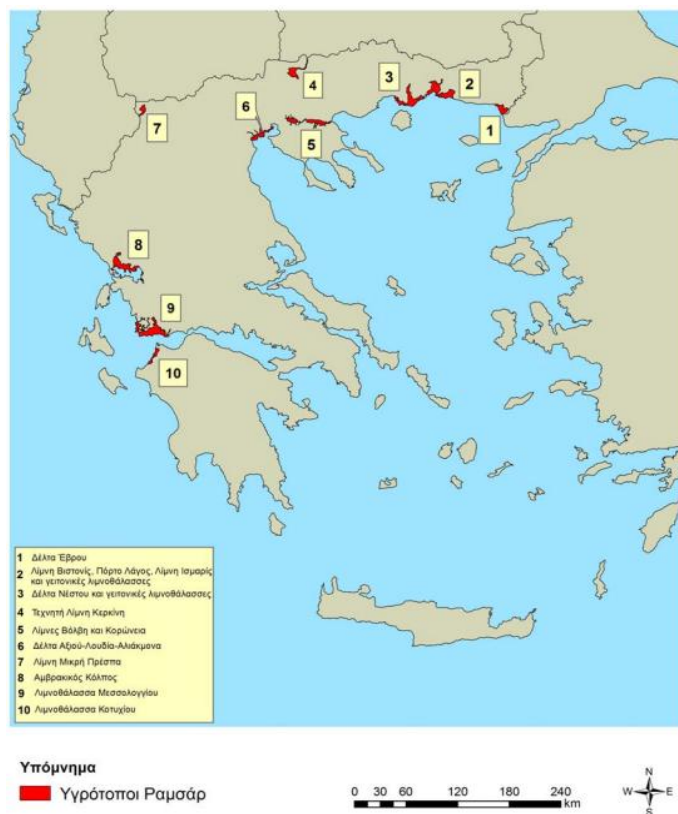 3
2
4
6
1
7
5
8
9
10
1 Δέλτα Έβρου
2 Λίμνη Βιστονίς, Πόρτο Λάγος, Λίμνη Ισμαρίς
και γειτονικές λιμνοθάλασσες
3 Δέλτα Νέστου και γειτονικές λιμνοθάλασσες
4 Τεχνητή Λίμνη Κερκίνη
5 Λίμνες Βόλβη και Κορώνεια
6 Δέλτα Αξιού-Λουδία-Αλιάκμονα
7 Λίμνη Μικρή Πρέσπα
8 Αμβρακικός Κόλπος
9 Λιμνοθάλασσα Μεσσολογγίου
10 Λιμνοθάλασσα Κοτυχίου
Υπόμνημα
Υγρότοποι Ραμσάρ
0 30 60 120 180 240
km
N
W E
S